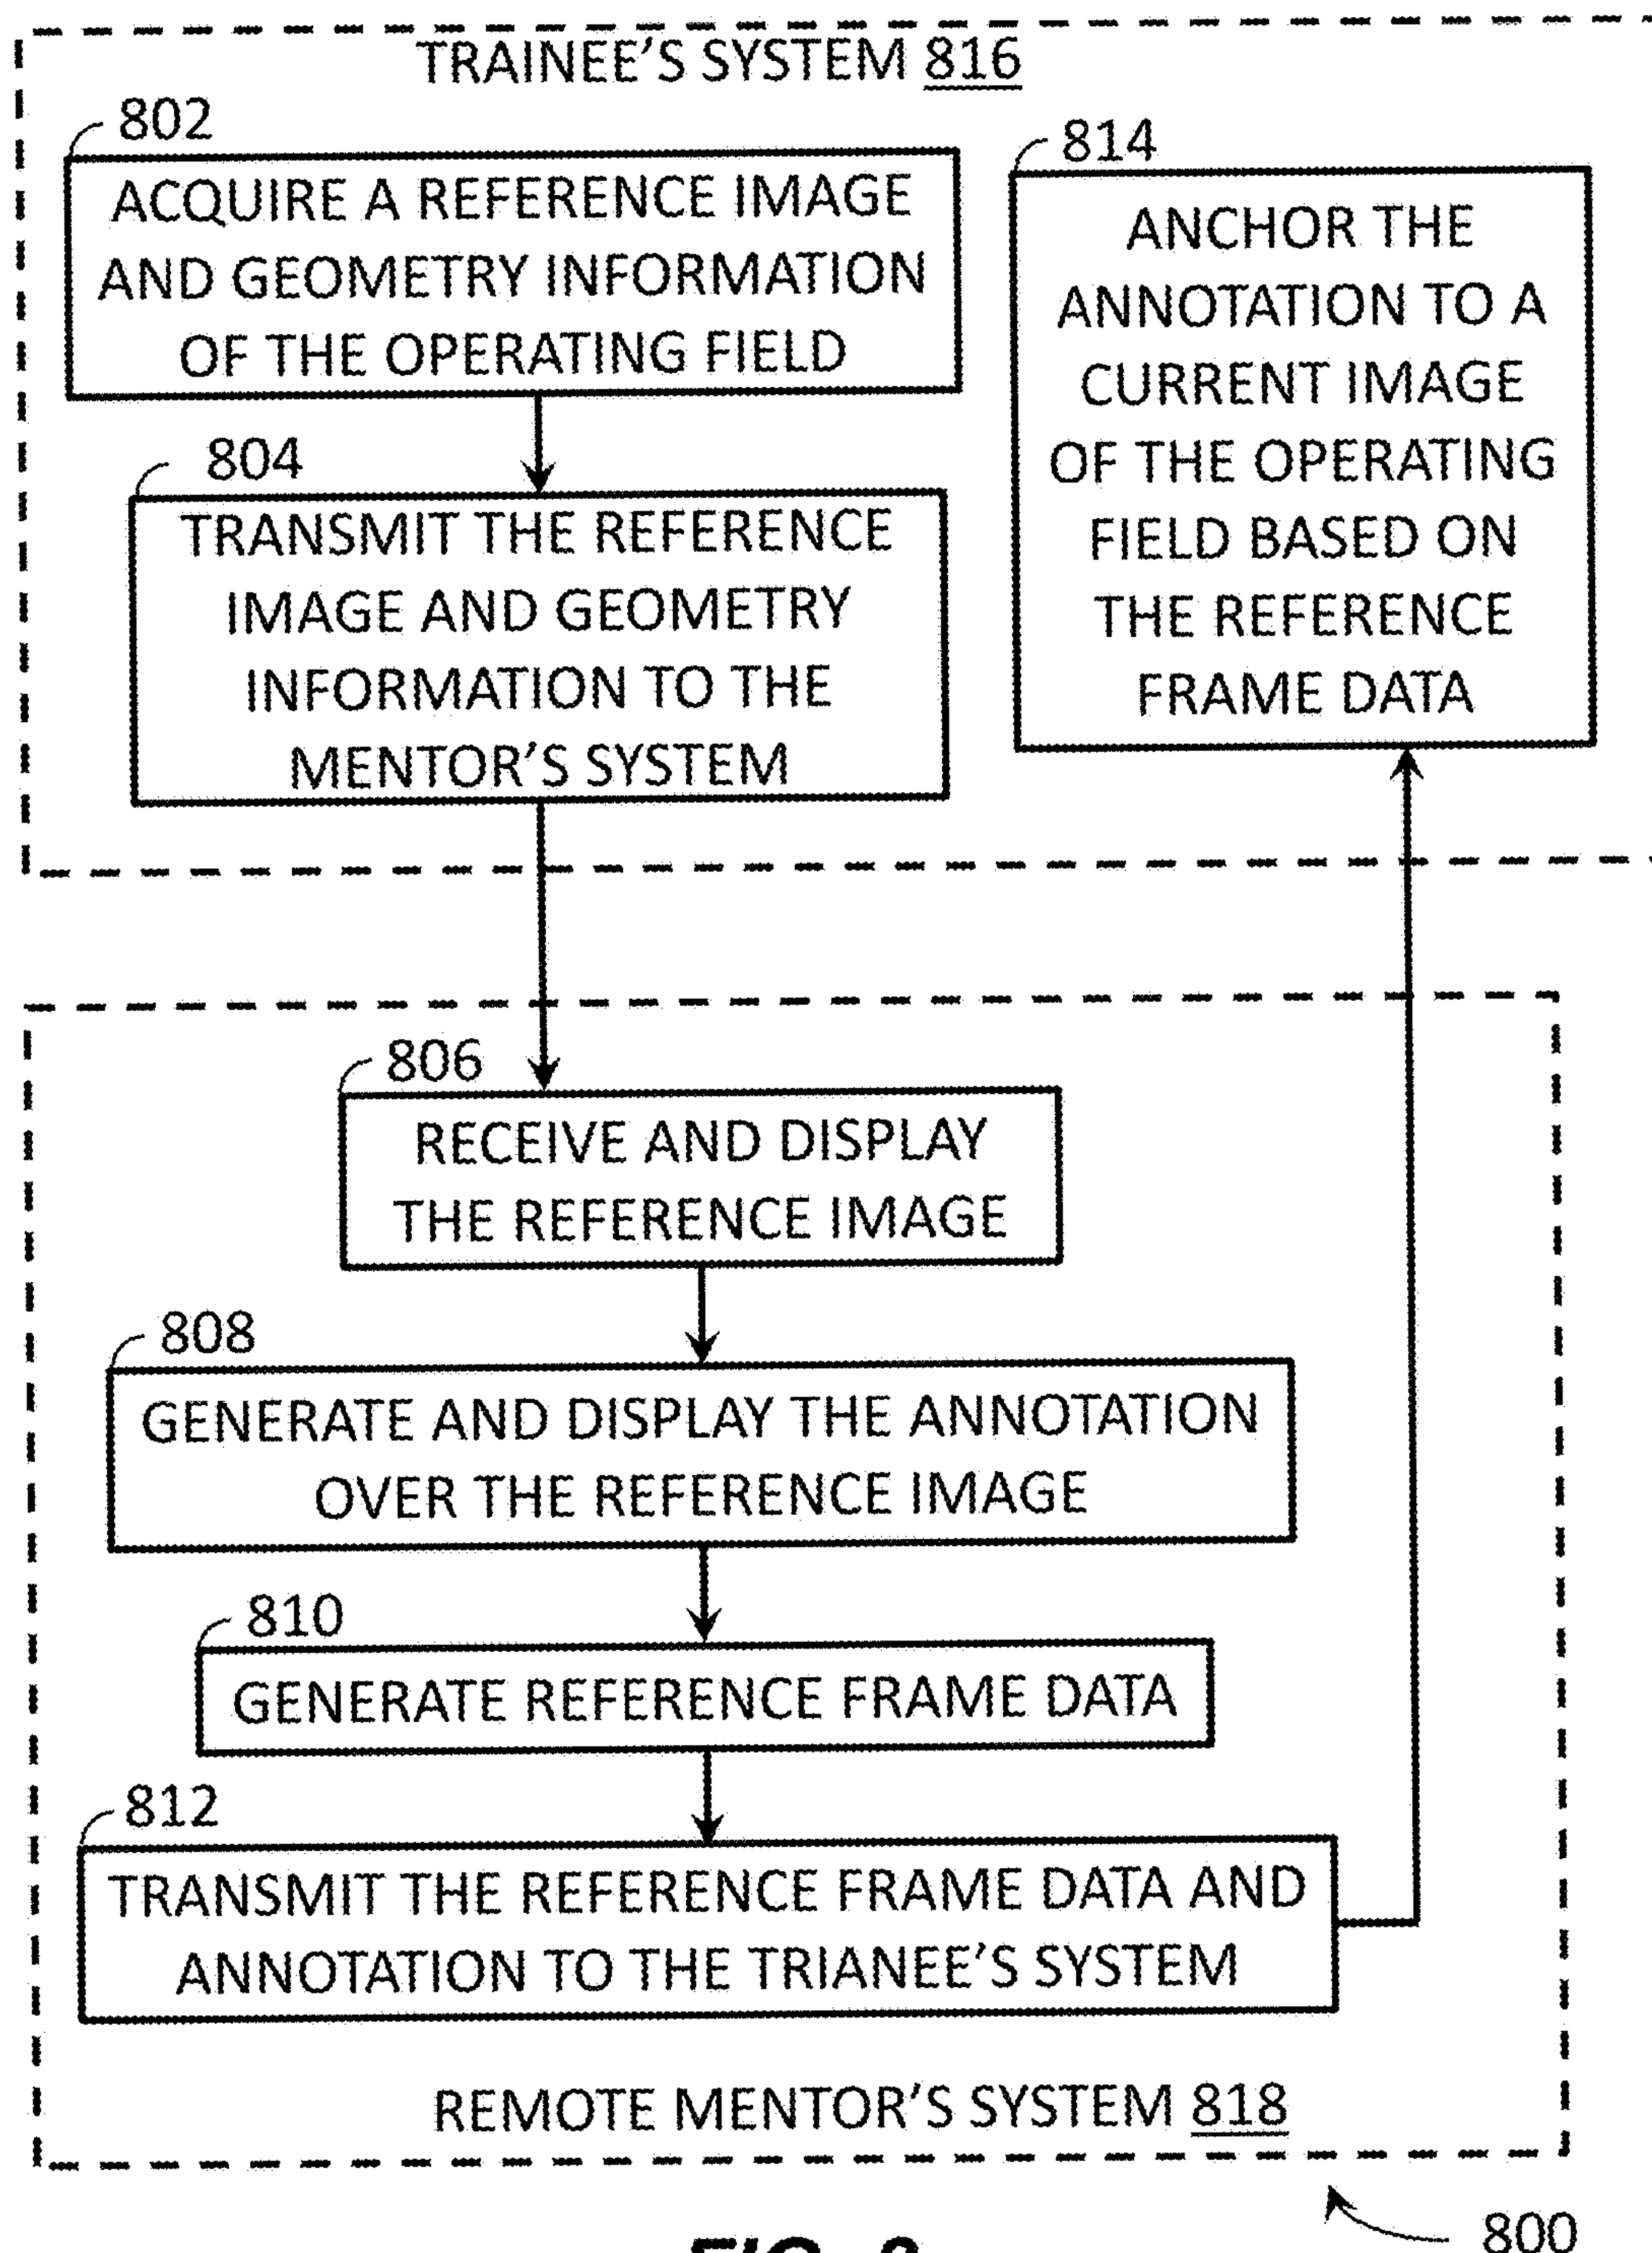 TRAINEE'S SYSTEM 816
802
ACQUIRE A REFERENCE IMAGE
AND GEOMETRY INFORMATION
OF THE OPERATING FIELD
804
TRANSMIT THE REFERENCE
IMAGE AND GEOMETRY
INFORMATION TO THE
MENTOR'S SYSTEM
814
ANCHOR THE
ANNOTATION TO A
CURRENT IMAGE
OF THE OPERATING
FIELD BASED ON
THE REFERENCE
FRAME DATA
806
RECEIVE AND DISPLAY
THE REFERENCE IMAGE
808
GENERATE AND DISPLAY THE ANNOTATION
OVER THE REFERENCE IMAGE
810
GENERATE REFERENCE FRAME DATA
812
TRANSMIT THE REFERENCE FRAME DATA AND
ANNOTATION TO THE TRIANEE'S SYSTEM
REMOTE MENTOR'S SYSTEM 818
800